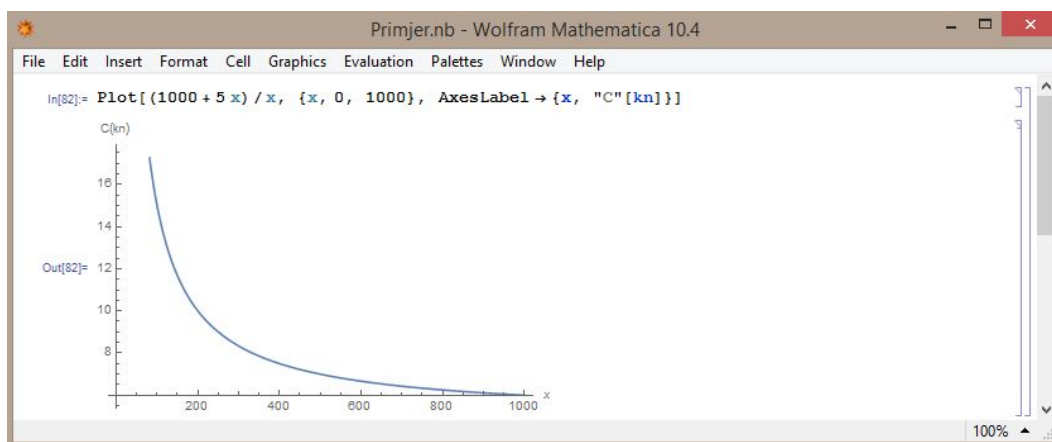 Primjer.nb - Wolfram Mathematica 10.4
File Edit Insert Format Cell Graphics Evaluation Palettes Window Help
In[82]:= Plot[(1000 + 5 x) / x, {x, 0, 1000}, AxesLabel → {x, "C"[kn]}]
C(kn)
16
14
Out[82]= 12
10
8
200 400 600 800 1000 x
100%